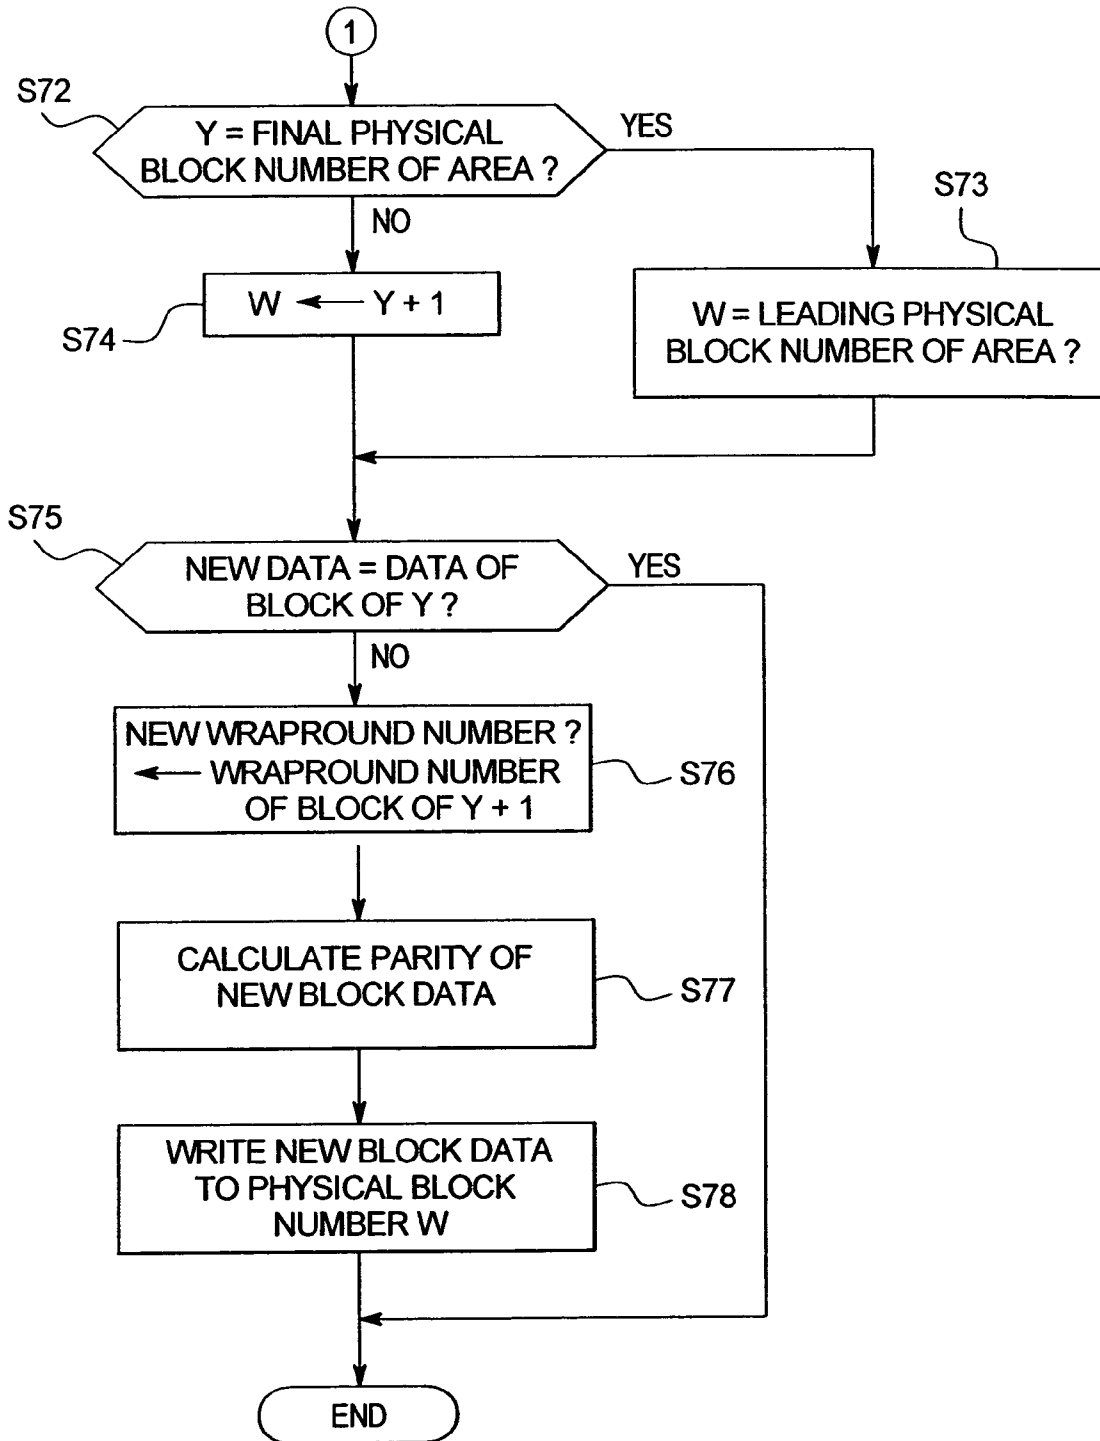 1
S72
Y = FINAL PHYSICAL
BLOCK NUMBER OF AREA ?
YES
NO
S73
W = LEADING PHYSICAL
BLOCK NUMBER OF AREA ?
W ← Y + 1
S74
S75
NEW DATA = DATA OF
BLOCK OF Y ?
YES
NO
NEW WRAPROUND NUMBER ?
← WRAPROUND NUMBER
OF BLOCK OF Y + 1
S76
CALCULATE PARITY OF
NEW BLOCK DATA
S77
WRITE NEW BLOCK DATA
TO PHYSICAL BLOCK
NUMBER W
S78
END